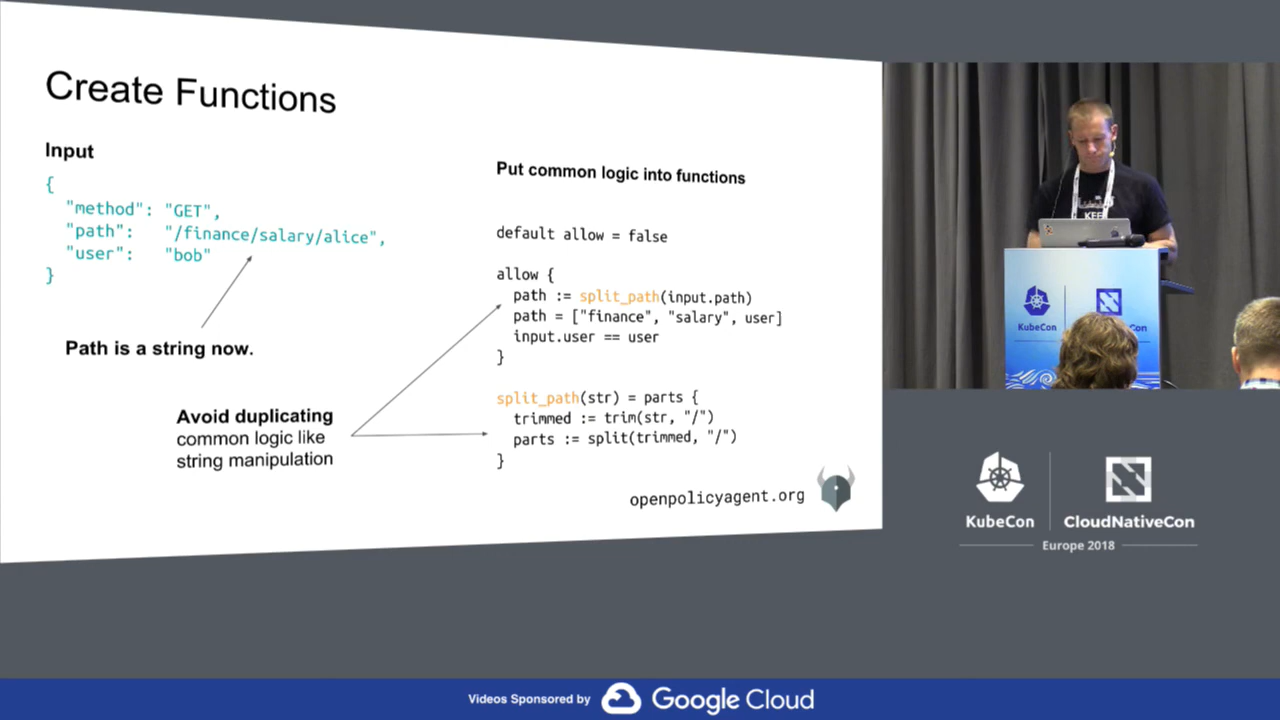 Create Functions
Input
{
"method": "GET",
"path": "/finance/salary/alice",
"user": "bob"
}
Path is a string now.
Avoid duplicating
common logic like
string manipulation
Put common logic into functions
default allow = false
allow {
path := split_path(input.path)
path = ["finance", "salary", user]
input.user == user
}
split_path(str) = parts {
trimmed := trim(str, "/")
parts := split(trimmed, "/")
}
openpolicyagent.org
KubeCon
KubeCon
CloudNativeCon
Europe 2018
Videos Sponsored by
Google Cloud